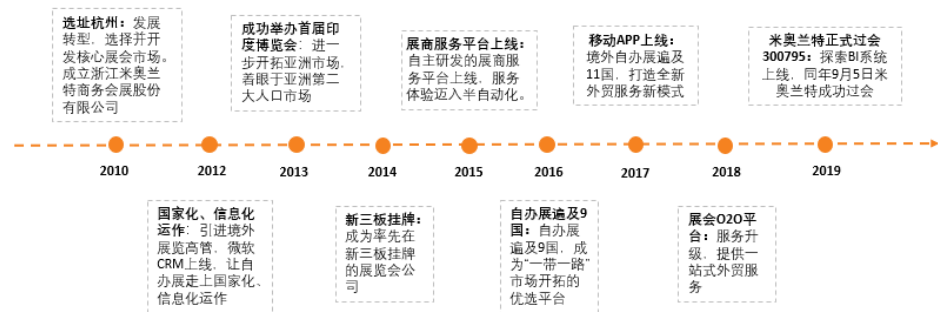 选址杭州：发展
转型，选择并开
发核心展会市场。
成立浙江米奥兰
特商务会展股份
有限公司
成功举办首届印
度博览会：进一
步开拓亚洲市场，
着眼于亚洲第二
大人口市场
展商服务平台上线：
自主研发的展商服
务平台上线，服务
体验迈入半自动化。
移动APP上线：
境外自办展遍及
11国，打造全新
外贸服务新模式
米奥兰特正式过会
300795：探索BI系统
上线，同年9月5日米
奥兰特成功过会
2010 2012 2013 2014 2015 2016 2017 2018 2019
国家化、信息化
运作：引进境外
展览高管，微软
CRM上线，让自
办展走上国家化、
信息化运作
新三板挂牌：
成为率先在
新三板挂牌
的展览会公
司
自办展遍及9
国：自办展
遍及9国，成
为“一带一路”
市场开拓的
优选平台
展会O2O平
台：服务升
级，提供一
站式外贸服
务